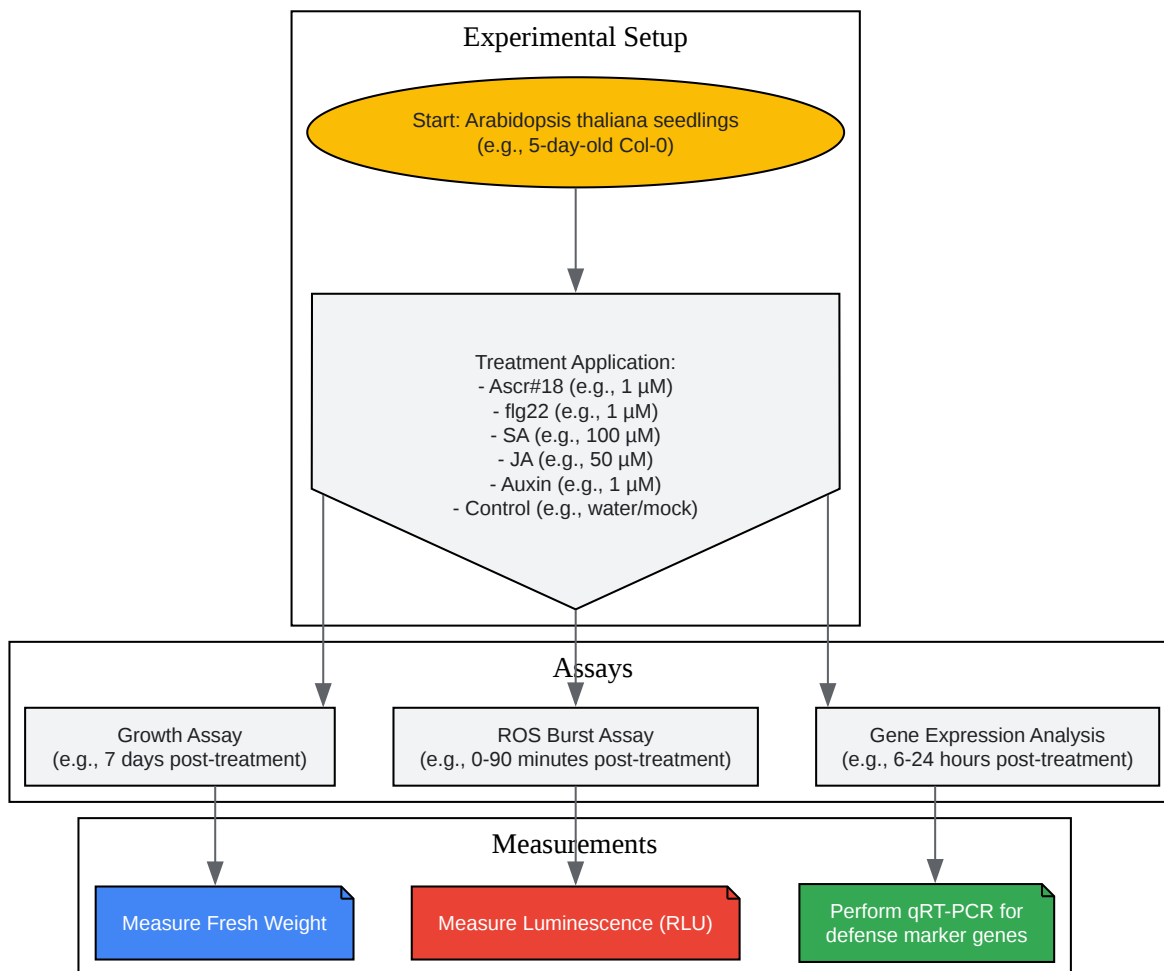 Experimental Setup
Start: Arabidopsis thaliana seedlings
(e.g., 5-day-old Col-0)
Treatment Application:
- Ascr#18 (e.g., 1 µM)
- flg22 (e.g., 1 µM)
- SA (e.g., 100 µM)
- JA (e.g., 50 µM)
- Auxin (e.g., 1 µM)
- Control (e.g., water/mock)
Assays
Growth Assay
(e.g., 7 days post-treatment)
ROS Burst Assay
(e.g., 0-90 minutes post-treatment)
Gene Expression Analysis
(e.g., 6-24 hours post-treatment)
Measurements
Measure Fresh Weight
Measure Luminescence (RLU)
Perform qRT-PCR for
defense marker genes